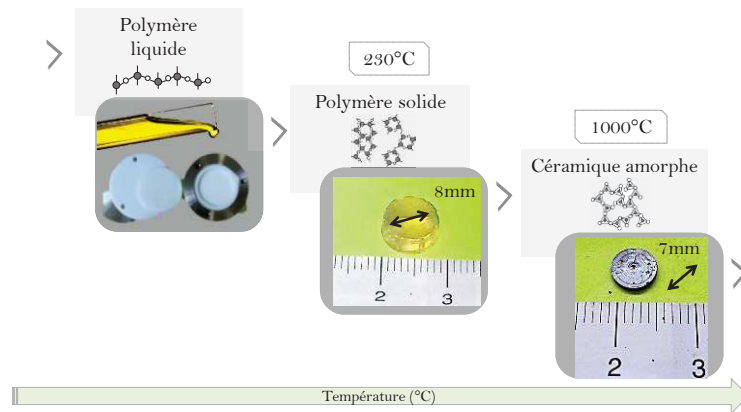 Polymère
liquide
230°C
Polymère solide
8mm
2 3
1000°C
Céramique amorphe
7mm
2 3
Température (°C)